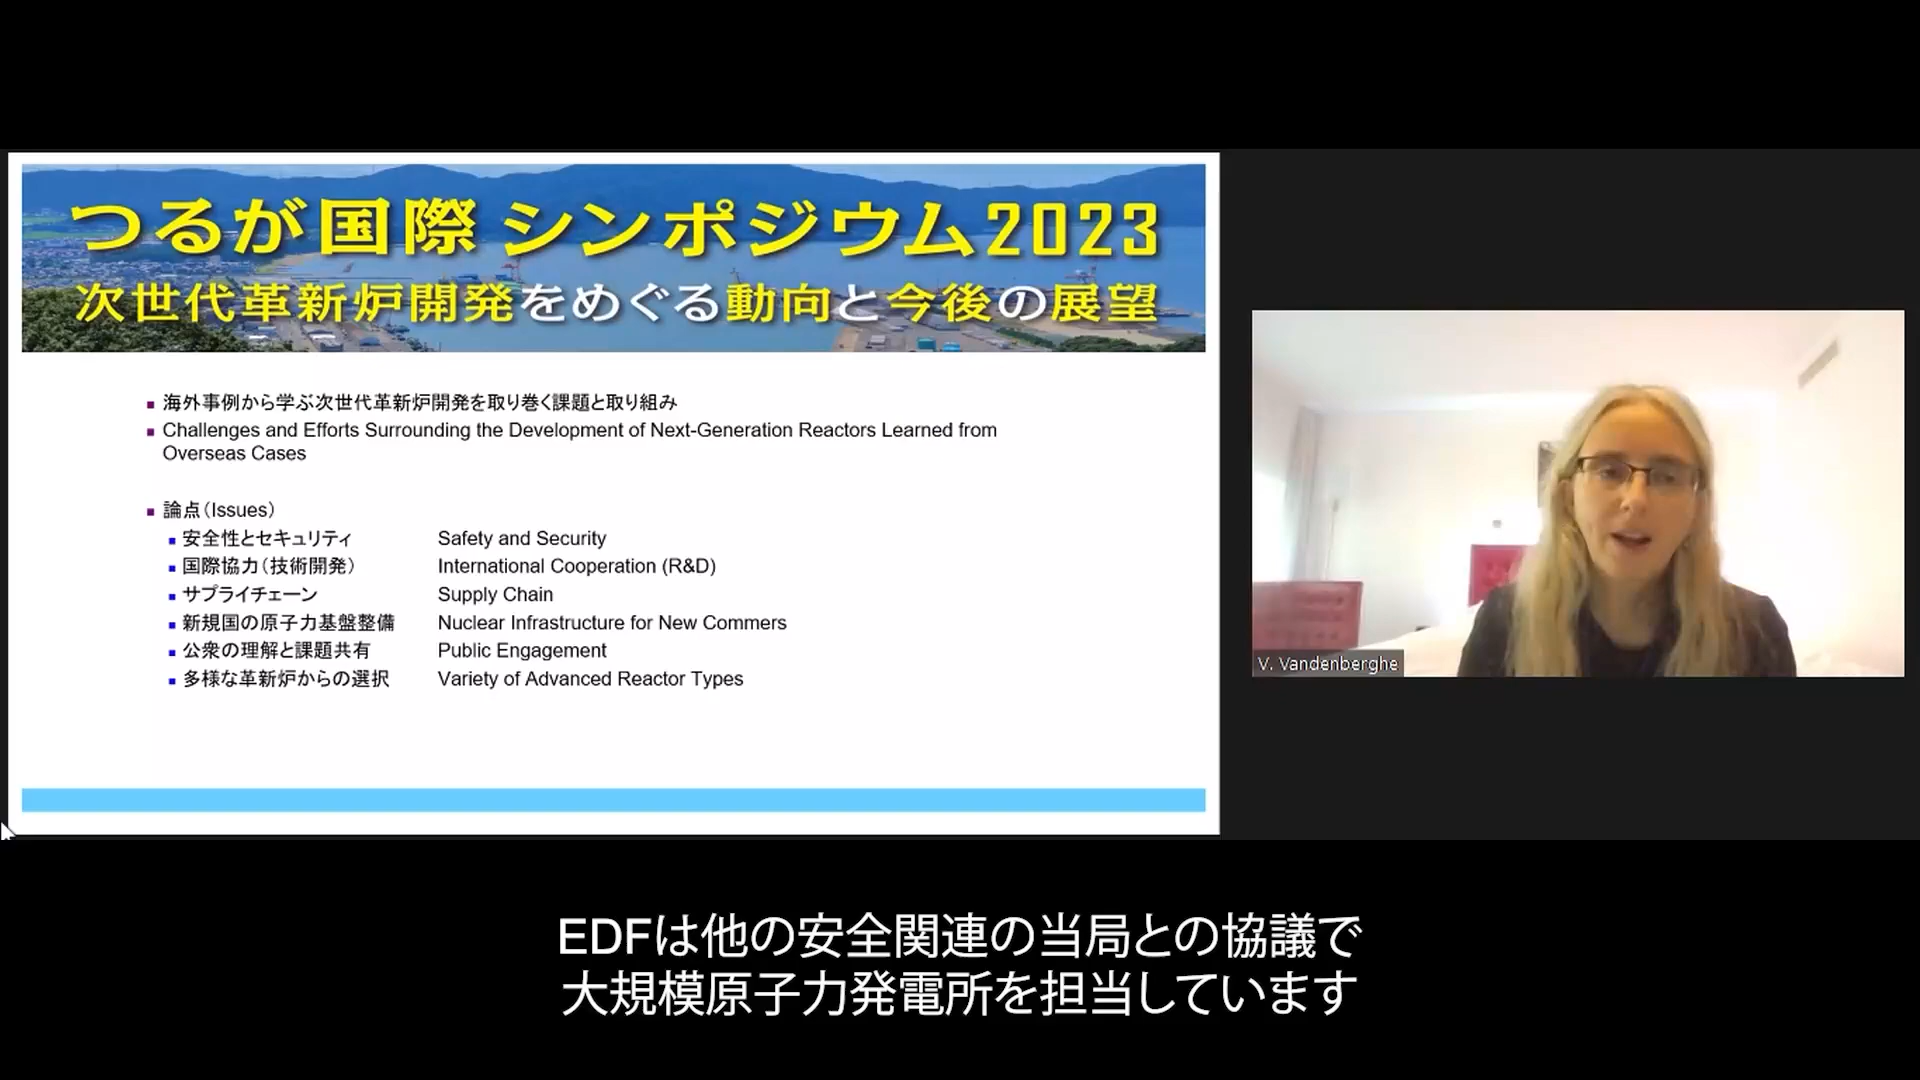 つるが国際 シンポジウム2023
次世代革新炉開発をめぐる動向と今後の展望
海外事例から学ぶ次世代革新炉開発を取り巻く課題と取り組み
Challenges and Efforts Surrounding the Development of Next-Generation Reactors Learned from
Overseas Cases
論点(Issues)
安全性とセキュリティ Safety and Security
国際協力(技術開発) International Cooperation (R&D)
サプライチェーン Supply Chain
新規国の原子力基盤整備 Nuclear Infrastructure for New Commers
公衆の理解と課題共有 Public Engagement
多様な革新炉からの選択 Variety of Advanced Reactor Types
V. Vandenberghe
EDFは他の安全関連の当局との協議で
大規模原子力発電所を担当しています